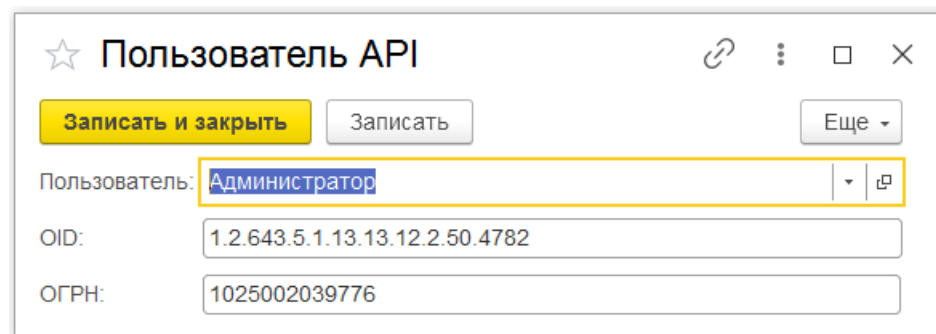 Пользователь API
Записать и закрыть Записать Еще
Пользователь: Администратор
OID: 1.2.643.5.1.13.13.12.2.50.4782
ОГРН: 1025002039776